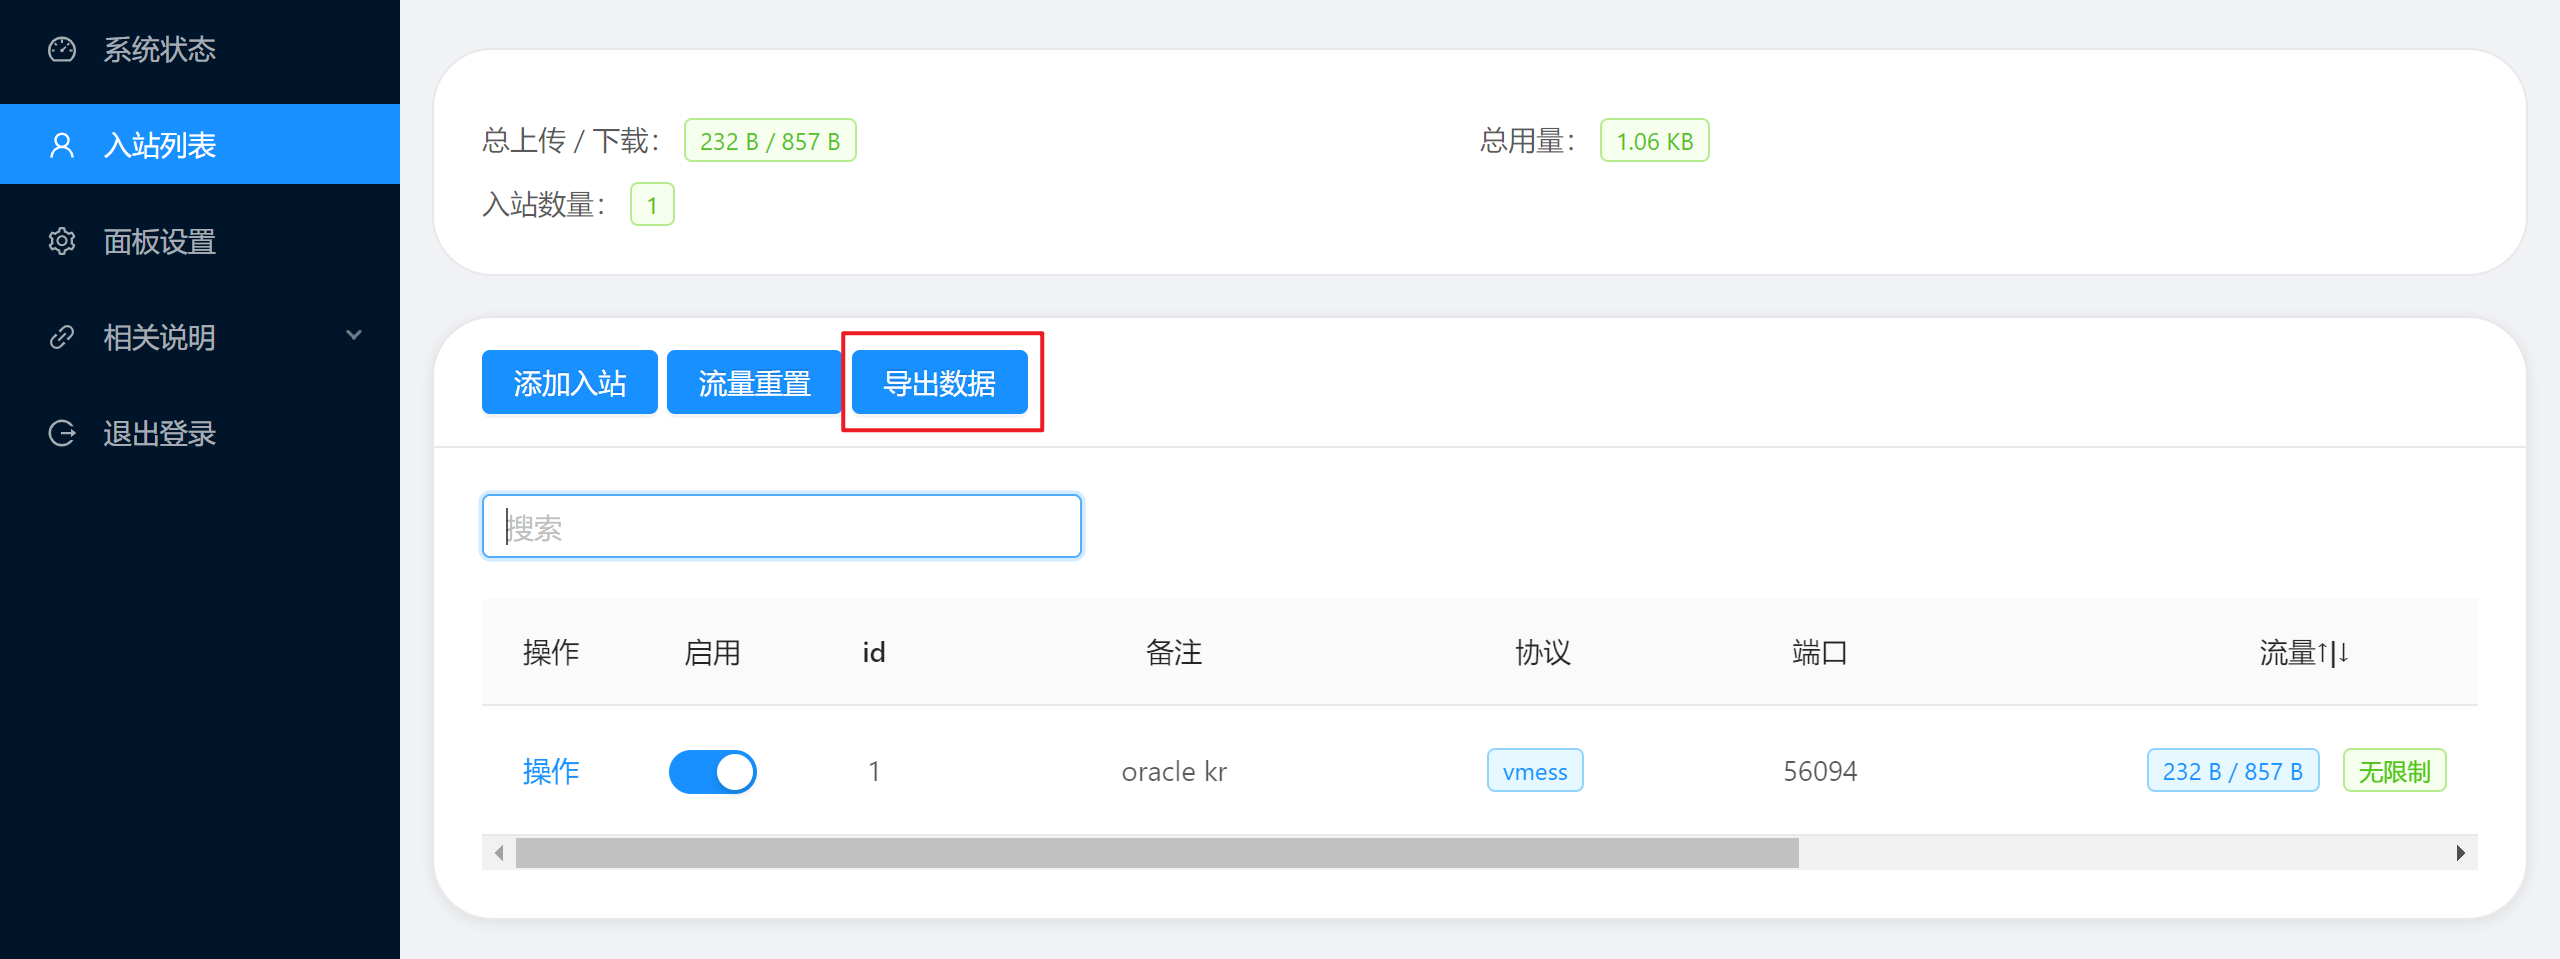 系统状态
入站列表
面板设置
相关说明
退出登录
总上传 / 下载： 232 B / 857 B
总用量： 1.06 KB
入站数量： 1
添加入站 流量重置 导出数据
搜索
操作 启用 id 备注 协议 端口 流量↑|↓
操作 1 oracle kr vmess 56094 232 B / 857 B 无限制